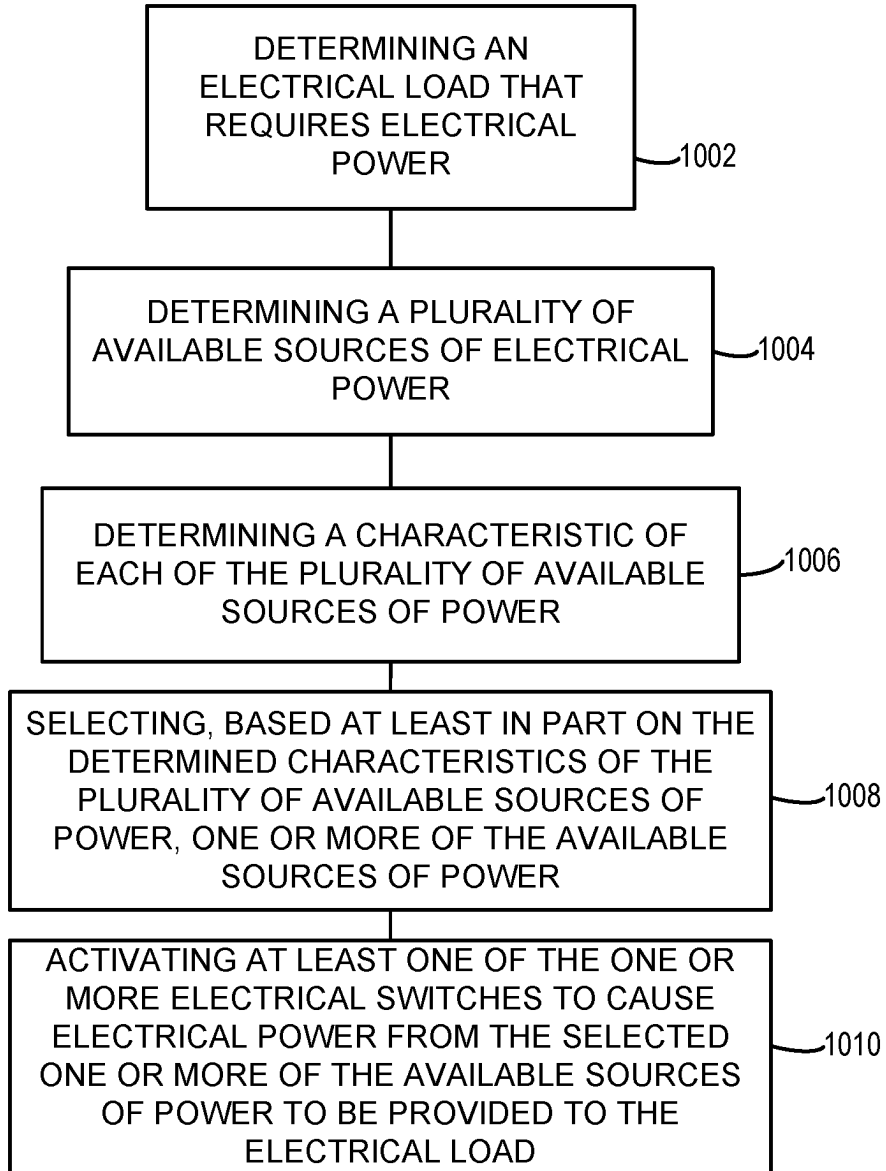 DETERMINING AN
ELECTRICAL LOAD THAT
REQUIRES ELECTRICAL
POWER
1002
DETERMINING A PLURALITY OF
AVAILABLE SOURCES OF ELECTRICAL
POWER
1004
DETERMINING A CHARACTERISTIC OF
EACH OF THE PLURALITY OF AVAILABLE
SOURCES OF POWER
1006
SELECTING, BASED AT LEAST IN PART ON THE
DETERMINED CHARACTERISTICS OF THE
PLURALITY OF AVAILABLE SOURCES OF
POWER, ONE OR MORE OF THE AVAILABLE
SOURCES OF POWER
1008
ACTIVATING AT LEAST ONE OF THE ONE OR
MORE ELECTRICAL SWITCHES TO CAUSE
ELECTRICAL POWER FROM THE SELECTED
ONE OR MORE OF THE AVAILABLE SOURCES
OF POWER TO BE PROVIDED TO THE
ELECTRICAL LOAD
1010